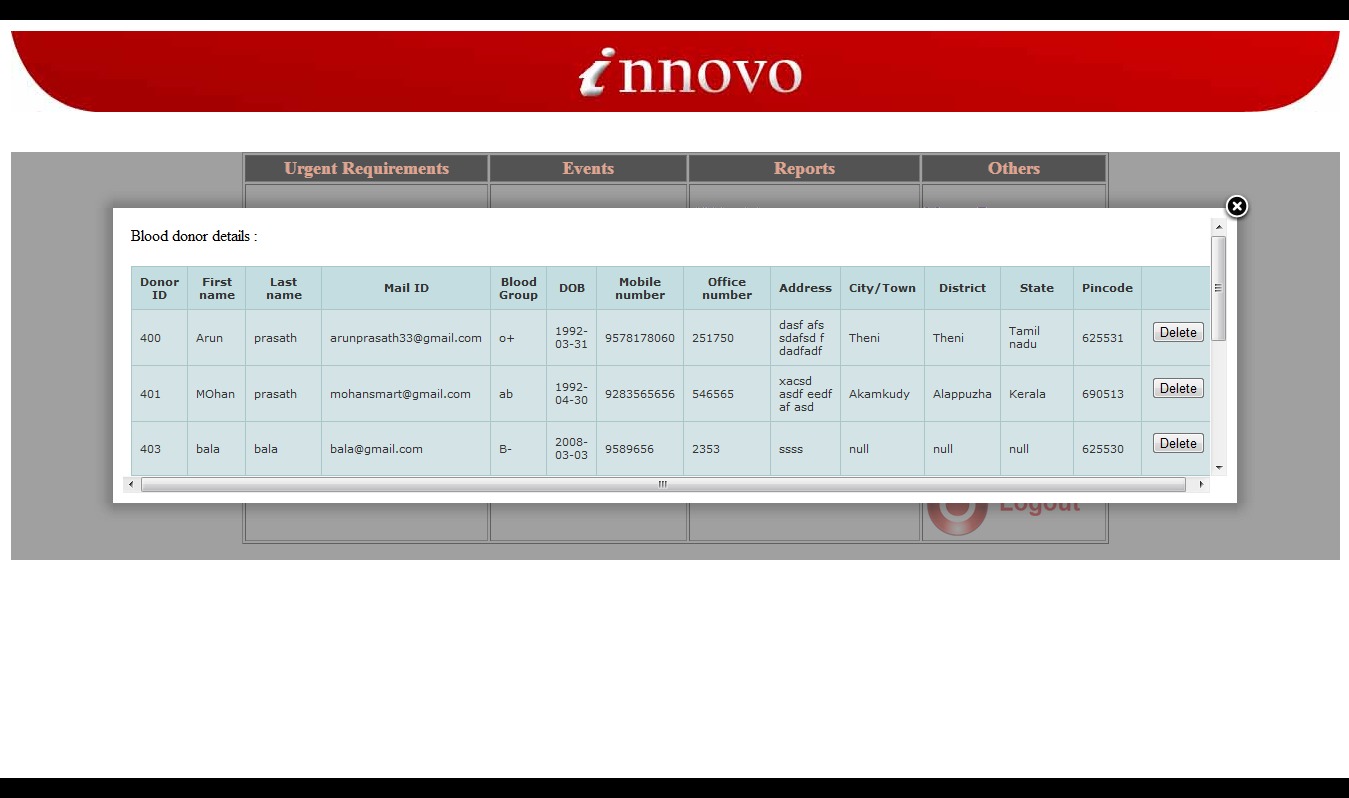 innovo
Urgent Requirements Events Reports Others
Blood donor details :
Donor ID First name Last name Mail ID Blood Group DOB Mobile number Office number Address City/Town District State Pincode
400 Arun prasath arunprasath33@gmail.com o+ 1992-03-31 9578178060 251750 dasf afs sdafsd f dadfadf Theni Theni Tamil nadu 625531 Delete
401 MOhan prasath mohansmart@gmail.com ab 1992-04-30 9283565656 546565 xacsd asdf eedf af asd Akamkudy Alappuzha Kerala 690513 Delete
403 bala bala bala@gmail.com B- 2008-03-03 9589656 2353 ssss null null null 625530 Delete
Logout